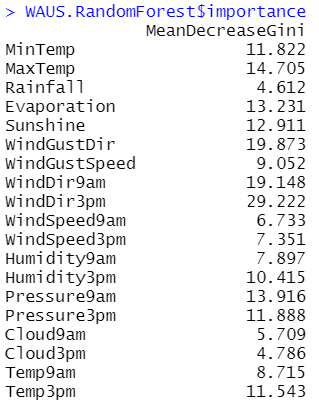 > WAUS.RandomForest$importance
MeanDecreaseGini
MinTemp 11.822
MaxTemp 14.705
Rainfall 4.612
Evaporation 13.231
Sunshine 12.911
WindGustDir 19.873
WindGustSpeed 9.052
WindDir9am 19.148
WindDir3pm 29.222
WindSpeed9am 6.733
WindSpeed3pm 7.351
Humidity9am 7.897
Humidity3pm 10.415
Pressure9am 13.916
Pressure3pm 11.888
Cloud9am 5.709
Cloud3pm 4.786
Temp9am 8.715
Temp3pm 11.543